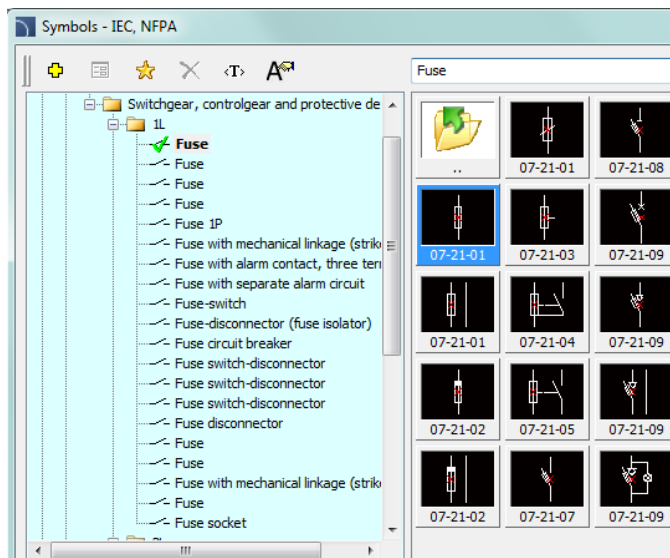 Symbols - IEC, NFPA
<T>
Fuse
Switchgear, controlgear and protective de
1L
Fuse
Fuse
Fuse
Fuse
Fuse 1P
Fuse with mechanical linkage (strik
Fuse with alarm contact, three ter
Fuse with separate alarm circuit
Fuse-switch
Fuse-disconnector (fuse isolator)
Fuse circuit breaker
Fuse switch-disconnector
Fuse switch-disconnector
Fuse switch-disconnector
Fuse disconnector
Fuse
Fuse
Fuse with mechanical linkage (strik
Fuse
Fuse socket
.. 07-21-01 07-21-08
07-21-01 07-21-03 07-21-09
07-21-01 07-21-04 07-21-09
07-21-02 07-21-05 07-21-09
07-21-02 07-21-07 07-21-09